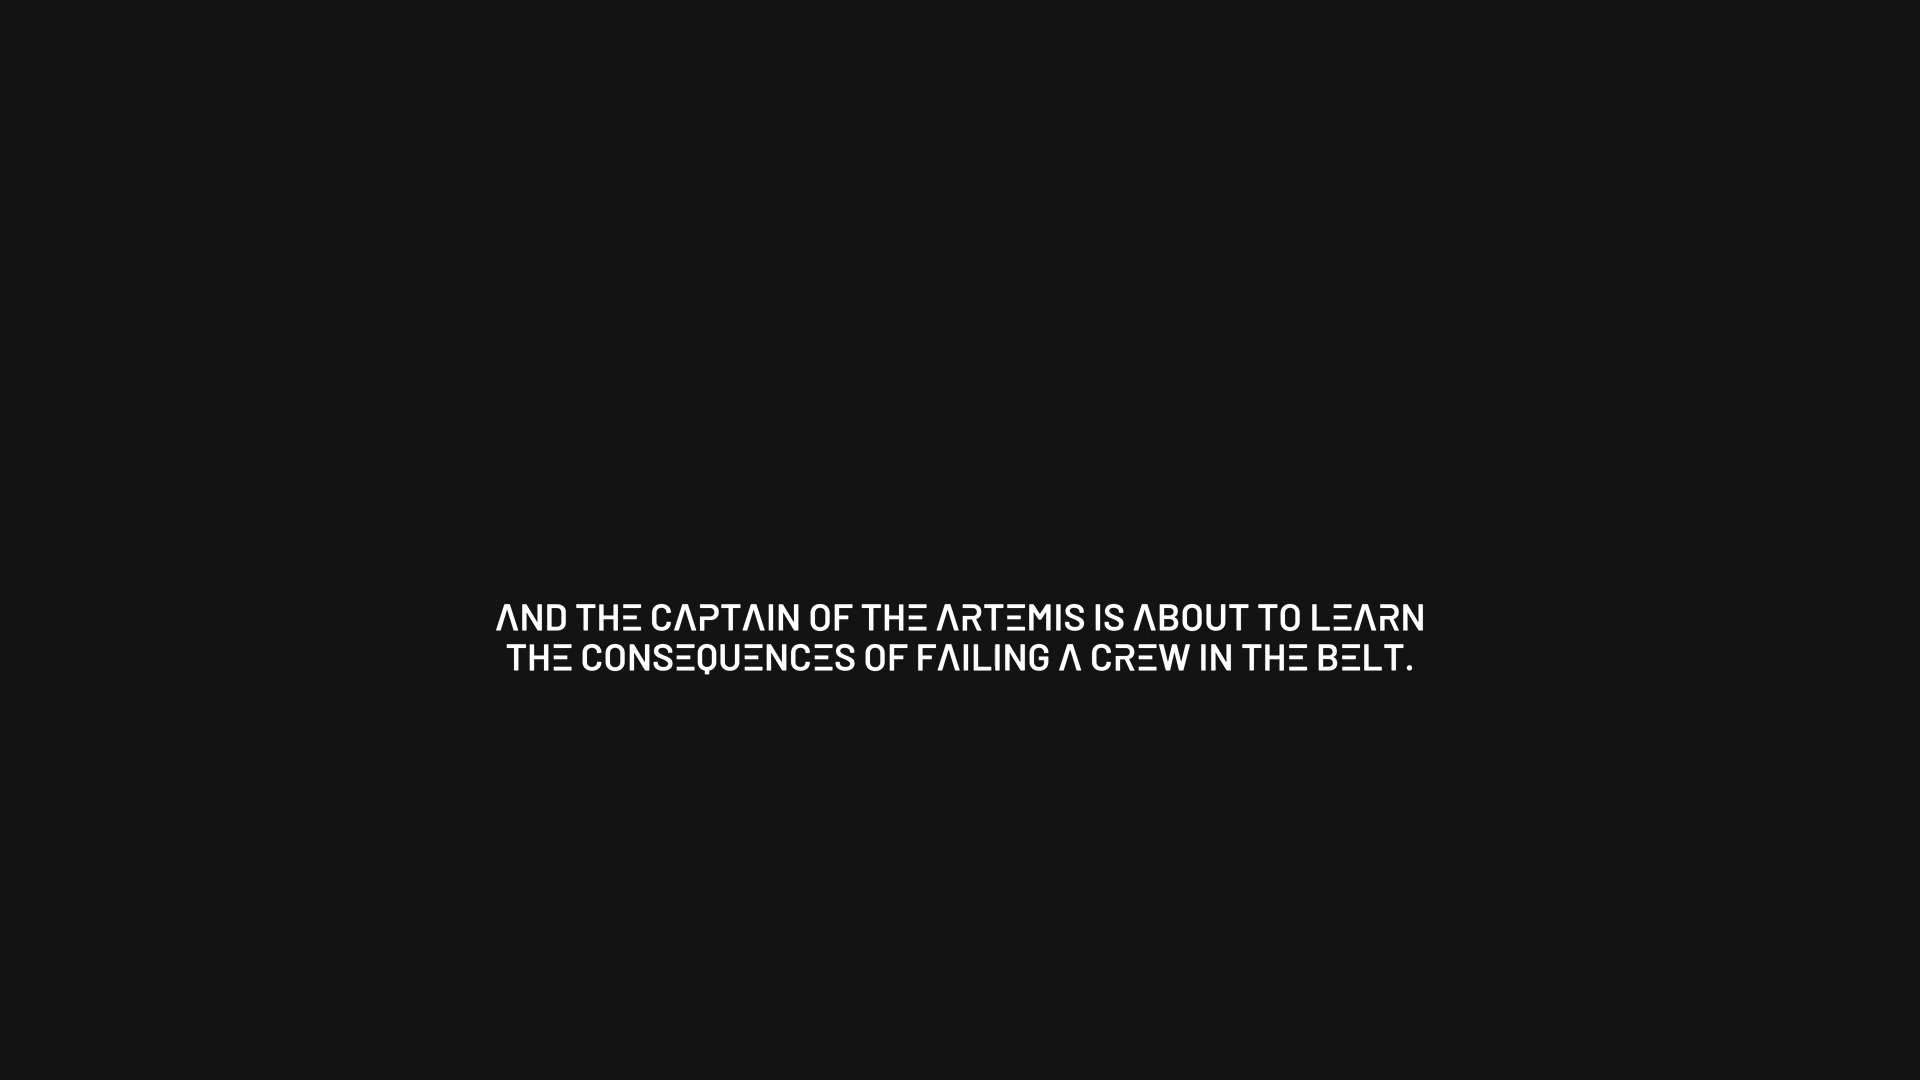 AND THE CAPTAIN OF THE ARTEMIS IS ABOUT TO LEARN
THE CONSEQUENCES OF FAILING A CREW IN THE BELT.